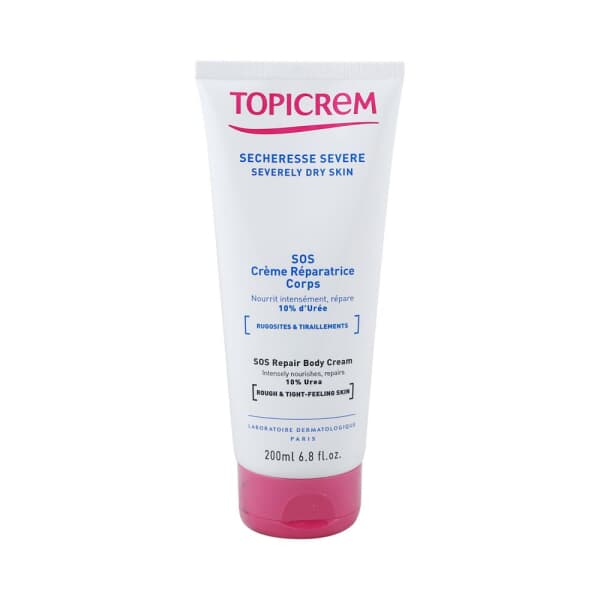 TOPICREM
SECHERESSE SEVERE
SEVERELY DRY SKIN
SOS
Crème Réparatrice
Corps
Nourrit intensément, répare
10% d'Urée
RUGOSITES & TIRAILLEMENTS
SOS Repair Body Cream
Intensely nourishes, repairs
10% Urea
ROUGH & TIGHT-FEELING SKIN
LABORATOIRE DERMATOLOGIQUE
PARIS
200ml 6.8 fl.oz.